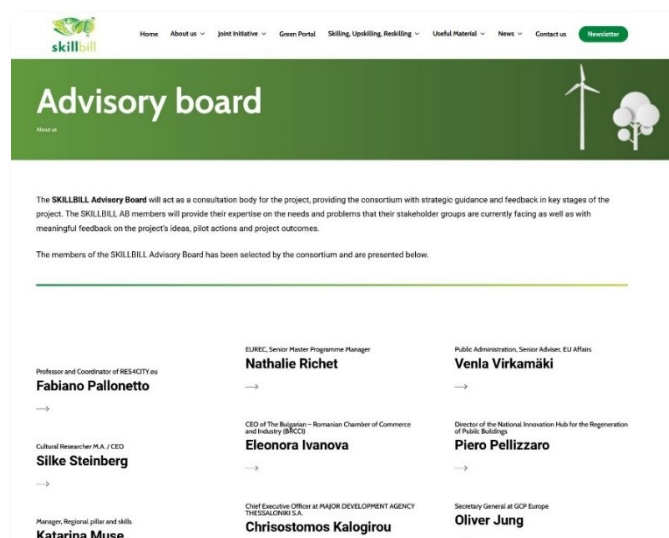 skillbill
Home About us Joint Initiative Green Portal Skilling, Upskilling, Reskilling Useful Material News Contact us Newsletter
Advisory board
About us
The SKILLBILL Advisory Board will act as a consultation body for the project, providing the consortium with strategic guidance and feedback in key stages of the
project. The SKILLBILL AB members will provide their expertise on the needs and problems that their stakeholder groups are currently facing as well as with
meaningful feedback on the project's ideas, pilot actions and project outcomes.
The members of the SKILLBILL Advisory Board has been selected by the consortium and are presented below.
Professor and Coordinator of RES4CITY.eu
Fabiano Pallonetto
Cultural Researcher M.A. / CEO
Silke Steinberg
Manager, Regional pillar and skills
Katarina Muse
EUREC, Senior Master Programme Manager
Nathalie Richet
CEO of The Bulgarian – Romanian Chamber of Commerce
and Industry (BRCCI)
Eleonora Ivanova
Chief Executive Officer at MAJOR DEVELOPMENT AGENCY
THESSALONIKI S.A.
Chrisostomos Kalogirou
Public Administration, Senior Adviser, EU Affairs
Venla Virkamäki
Director of the National Innovation Hub for the Regeneration
of Public Buildings
Piero Pellizzaro
Secretary General at GCP Europe
Oliver Jung